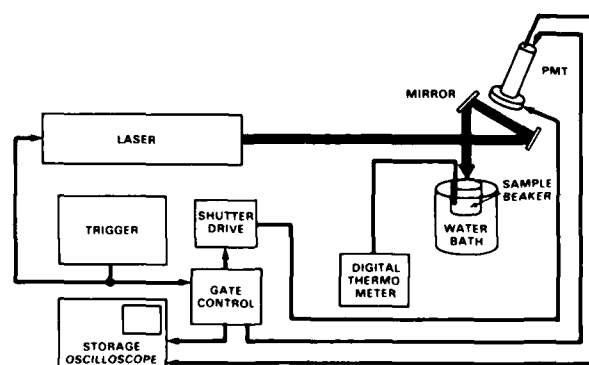 PMT
MIRROR
LASER
SAMPLE
BEAKER
SHUTTER
DRIVE
TRIGGER
WATER
BATH
DIGITAL
THERMO
METER
GATE
CONTROL
STORAGE
OSCILLOSCOPE